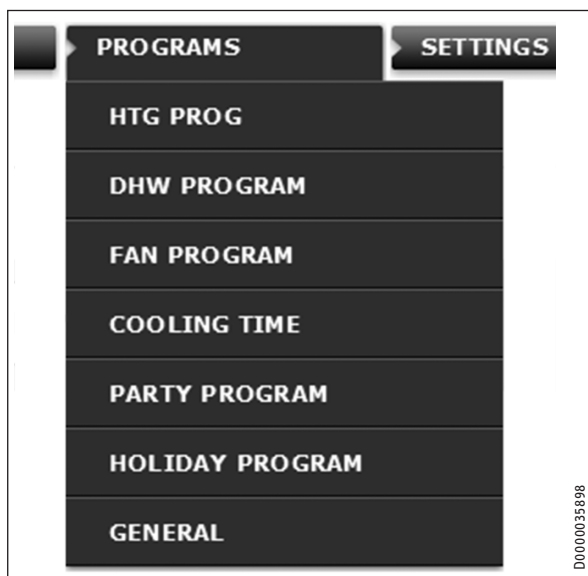 PROGRAMS
SETTINGS
HTG PROG
DHW PROGRAM
FAN PROGRAM
COOLING TIME
PARTY PROGRAM
HOLIDAY PROGRAM
GENERAL
D0000035898